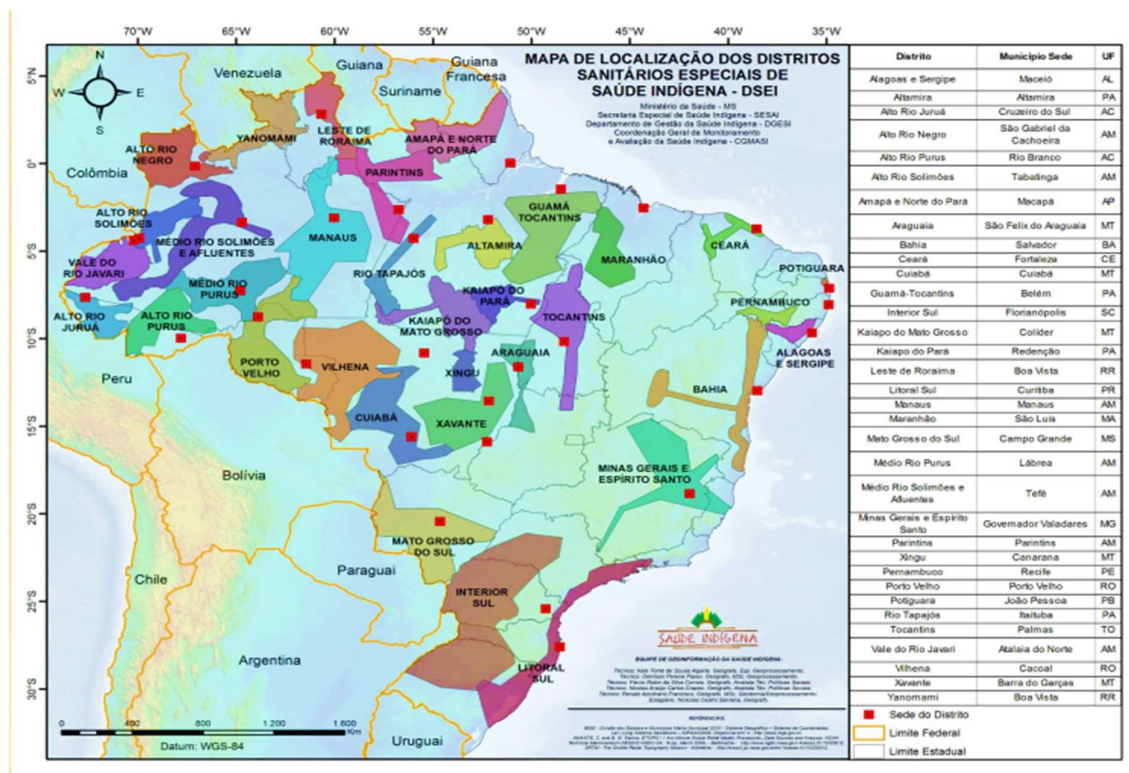 70°W 65°W 60°W 55°W 50°W 45°W 40°W 35°W
MAPA DE LOCALIZAÇÃO DOS DISTRITOS
SANITÁRIOS ESPECIAIS DE
SAÚDE INDÍGENA - DSEI
Ministério da Saúde - MS
Secretaria Especial de Saúde Indígena - SESAI
Departamento de Gestão da Saúde Indígena - DGESI
Coordenação Geral de Monitoramento
e Avaliação da Saúde Indígena - CGMASI
N
W E
S
5°N
0°
5°S
10°S
15°S
20°S
25°S
30°S
Venezuela
Guiana
Suriname
Guiana
Francesa
Colômbia
Peru
Bolívia
Chile
Paraguai
Argentina
Uruguai
YANOMAMI
LESTE DE
RORAIMA
AMAPÁ E NORTE
DO PARÁ
ALTO RIO
NEGRO
PARINTINS
ALTO RIO
SOLIMÕES
MÉDIO RIO SOLIMÕES
E AFLUENTES
MANAUS
GUAMÁ
TOCANTINS
ALTAMIRA
MARANHÃO
CEARÁ
VALE DO
RIO JAVARI
MÉDIO RIO
PURUS
RIO TAPAJÓS
KAIAPÓ DO
PARÁ
POTIGUARA
ALTO RIO
JURUÁ
ALTO RIO
PURUS
KAIAPÓ DO
MATO GROSSO
TOCANTINS
PERNAMBUCO
PORTO
VELHO
VILHENA
XINGU
ARAGUAIA
ALAGOAS
E SERGIPE
CUIABÁ
XAVANTE
BAHIA
MINAS GERAIS E
ESPÍRITO SANTO
MATO GROSSO
DO SUL
INTERIOR
SUL
LITORAL
SUL
SAÚDE INDÍGENA
EQUIPE DE GEOINFORMAÇÃO DA SAÚDE INDÍGENA
REFERÊNCIAS:
0 400 800 1.200 1.600
Km
Datum: WGS-84
Distrito Município Sede UF
Alagoas e Sergipe Maceió AL
Altamira Altamira PA
Alto Rio Juruá Cruzeiro do Sul AC
Alto Rio Negro São Gabriel da Cachoeira AM
Alto Rio Purus Rio Branco AC
Alto Rio Solimões Tabatinga AM
Amapá e Norte do Pará Macapá AP
Araguaia São Felix do Araguaia MT
Bahia Salvador BA
Ceará Fortaleza CE
Cuiabá Cuiabá MT
Guamá-Tocantins Belém PA
Interior Sul Florianólpolis SC
Kaiapo do Mato Grosso Colider MT
Kaiapo do Pará Redenção PA
Leste de Roraima Boa Vista RR
Litoral Sul Curitiba PR
Manaus Manaus AM
Maranhão São Luis MA
Mato Grosso do Sul Campo Grande MS
Médio Rio Purus Lábrea AM
Médio Rio Solimões e Afluentes Tefé AM
Minas Gerais e Espírito Santo Governador Valadares MG
Parintins Parintins AM
Xingu Canarana MT
Pernambuco Recife PE
Porto Velho Porto Velho RO
Potiguara João Pessoa PB
Rio Tapajós Itaituba PA
Tocantins Palmas TO
Vale do Rio Javari Atalaia do Norte AM
Vilhena Cacoal RO
Xavante Barra do Garças MT
Yanomami Boa Vista RR
Sede do Distrito
Limite Federal
Limite Estadual